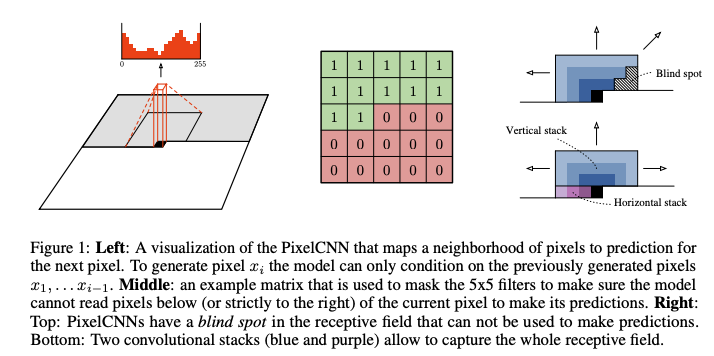 0
255
1 1 1 1 1
1 1 1 1 1
1 1 0 0 0
0 0 0 0 0
0 0 0 0 0
Blind spot
Vertical stack
Horizontal stack
Figure 1: Left: A visualization of the PixelCNN that maps a neighborhood of pixels to prediction for
the next pixel. To generate pixel xᵢ the model can only condition on the previously generated pixels
x₁, . . . xᵢ₋₁. Middle: an example matrix that is used to mask the 5x5 filters to make sure the model
cannot read pixels below (or strictly to the right) of the current pixel to make its predictions. Right:
Top: PixelCNNs have a blind spot in the receptive field that can not be used to make predictions.
Bottom: Two convolutional stacks (blue and purple) allow to capture the whole receptive field.